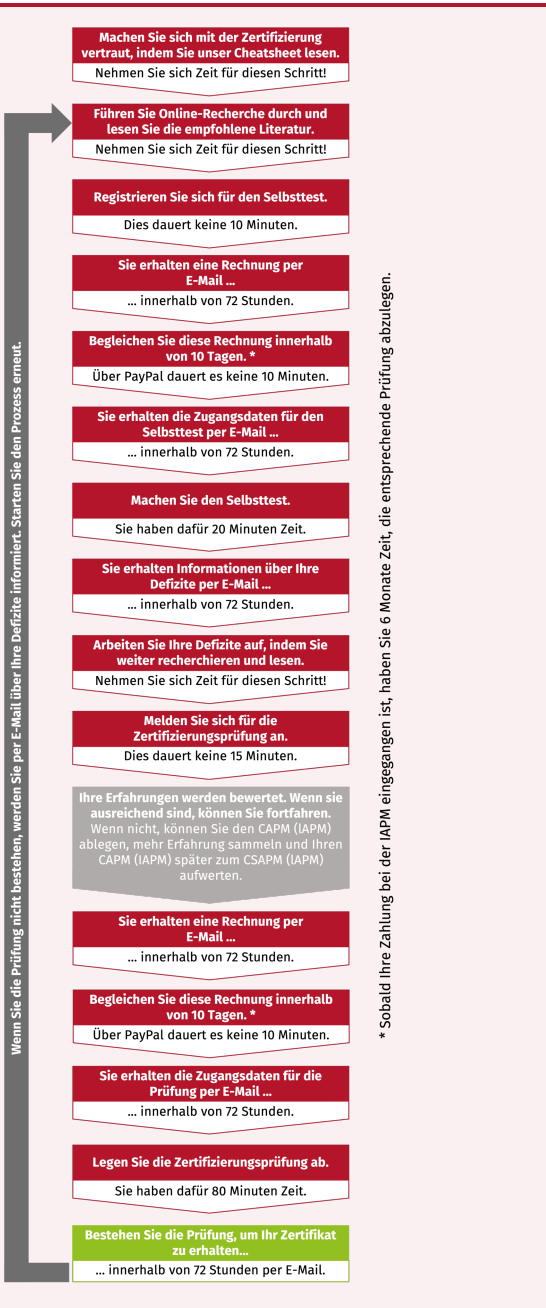 Machen Sie sich mit der Zertifizierung
vertraut, indem Sie unser Cheatsheet lesen.
Nehmen Sie sich Zeit für diesen Schritt!
Führen Sie Online-Recherche durch und
lesen Sie die empfohlene Literatur.
Nehmen Sie sich Zeit für diesen Schritt!
Registrieren Sie sich für den Selbsttest.
Dies dauert keine 10 Minuten.
Sie erhalten eine Rechnung per
E-Mail ...
... innerhalb von 72 Stunden.
Begleichen Sie diese Rechnung innerhalb
von 10 Tagen. *
Über PayPal dauert es keine 10 Minuten.
Sie erhalten die Zugangsdaten für den
Selbsttest per E-Mail ...
... innerhalb von 72 Stunden.
Machen Sie den Selbsttest.
Sie haben dafür 20 Minuten Zeit.
Sie erhalten Informationen über Ihre
Defizite per E-Mail ...
... innerhalb von 72 Stunden.
Arbeiten Sie Ihre Defizite auf, indem Sie
weiter recherchieren und lesen.
Nehmen Sie sich Zeit für diesen Schritt!
Melden Sie sich für die
Zertifizierungsprüfung an.
Dies dauert keine 15 Minuten.
Ihre Erfahrungen werden bewertet. Wenn sie
ausreichend sind, können Sie fortfahren.
Wenn nicht, können Sie den CAPM (IAPM)
ablegen, mehr Erfahrung sammeln und Ihren
CAPM (IAPM) später zum CSAPM (IAPM)
aufwerten.
Sie erhalten eine Rechnung per
E-Mail ...
... innerhalb von 72 Stunden.
Begleichen Sie diese Rechnung innerhalb
von 10 Tagen. *
Über PayPal dauert es keine 10 Minuten.
Sie erhalten die Zugangsdaten für die
Prüfung per E-Mail ...
... innerhalb von 72 Stunden.
Legen Sie die Zertifizierungsprüfung ab.
Sie haben dafür 80 Minuten Zeit.
Bestehen Sie die Prüfung, um Ihr Zertifikat
zu erhalten...
... innerhalb von 72 Stunden per E-Mail.
Wenn Sie die Prüfung nicht bestehen, werden Sie per E-Mail über Ihre Defizite informiert. Starten Sie den Prozess erneut.
* Sobald Ihre Zahlung bei der IAPM eingegangen ist, haben Sie 6 Monate Zeit, die entsprechende Prüfung abzulegen.